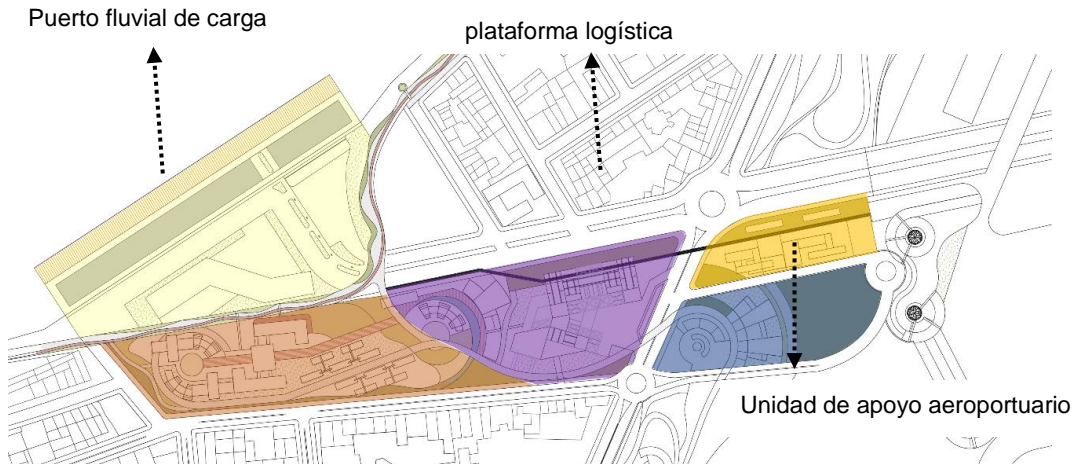 Puerto fluvial de carga
plataforma logística
Unidad de apoyo aeroportuario